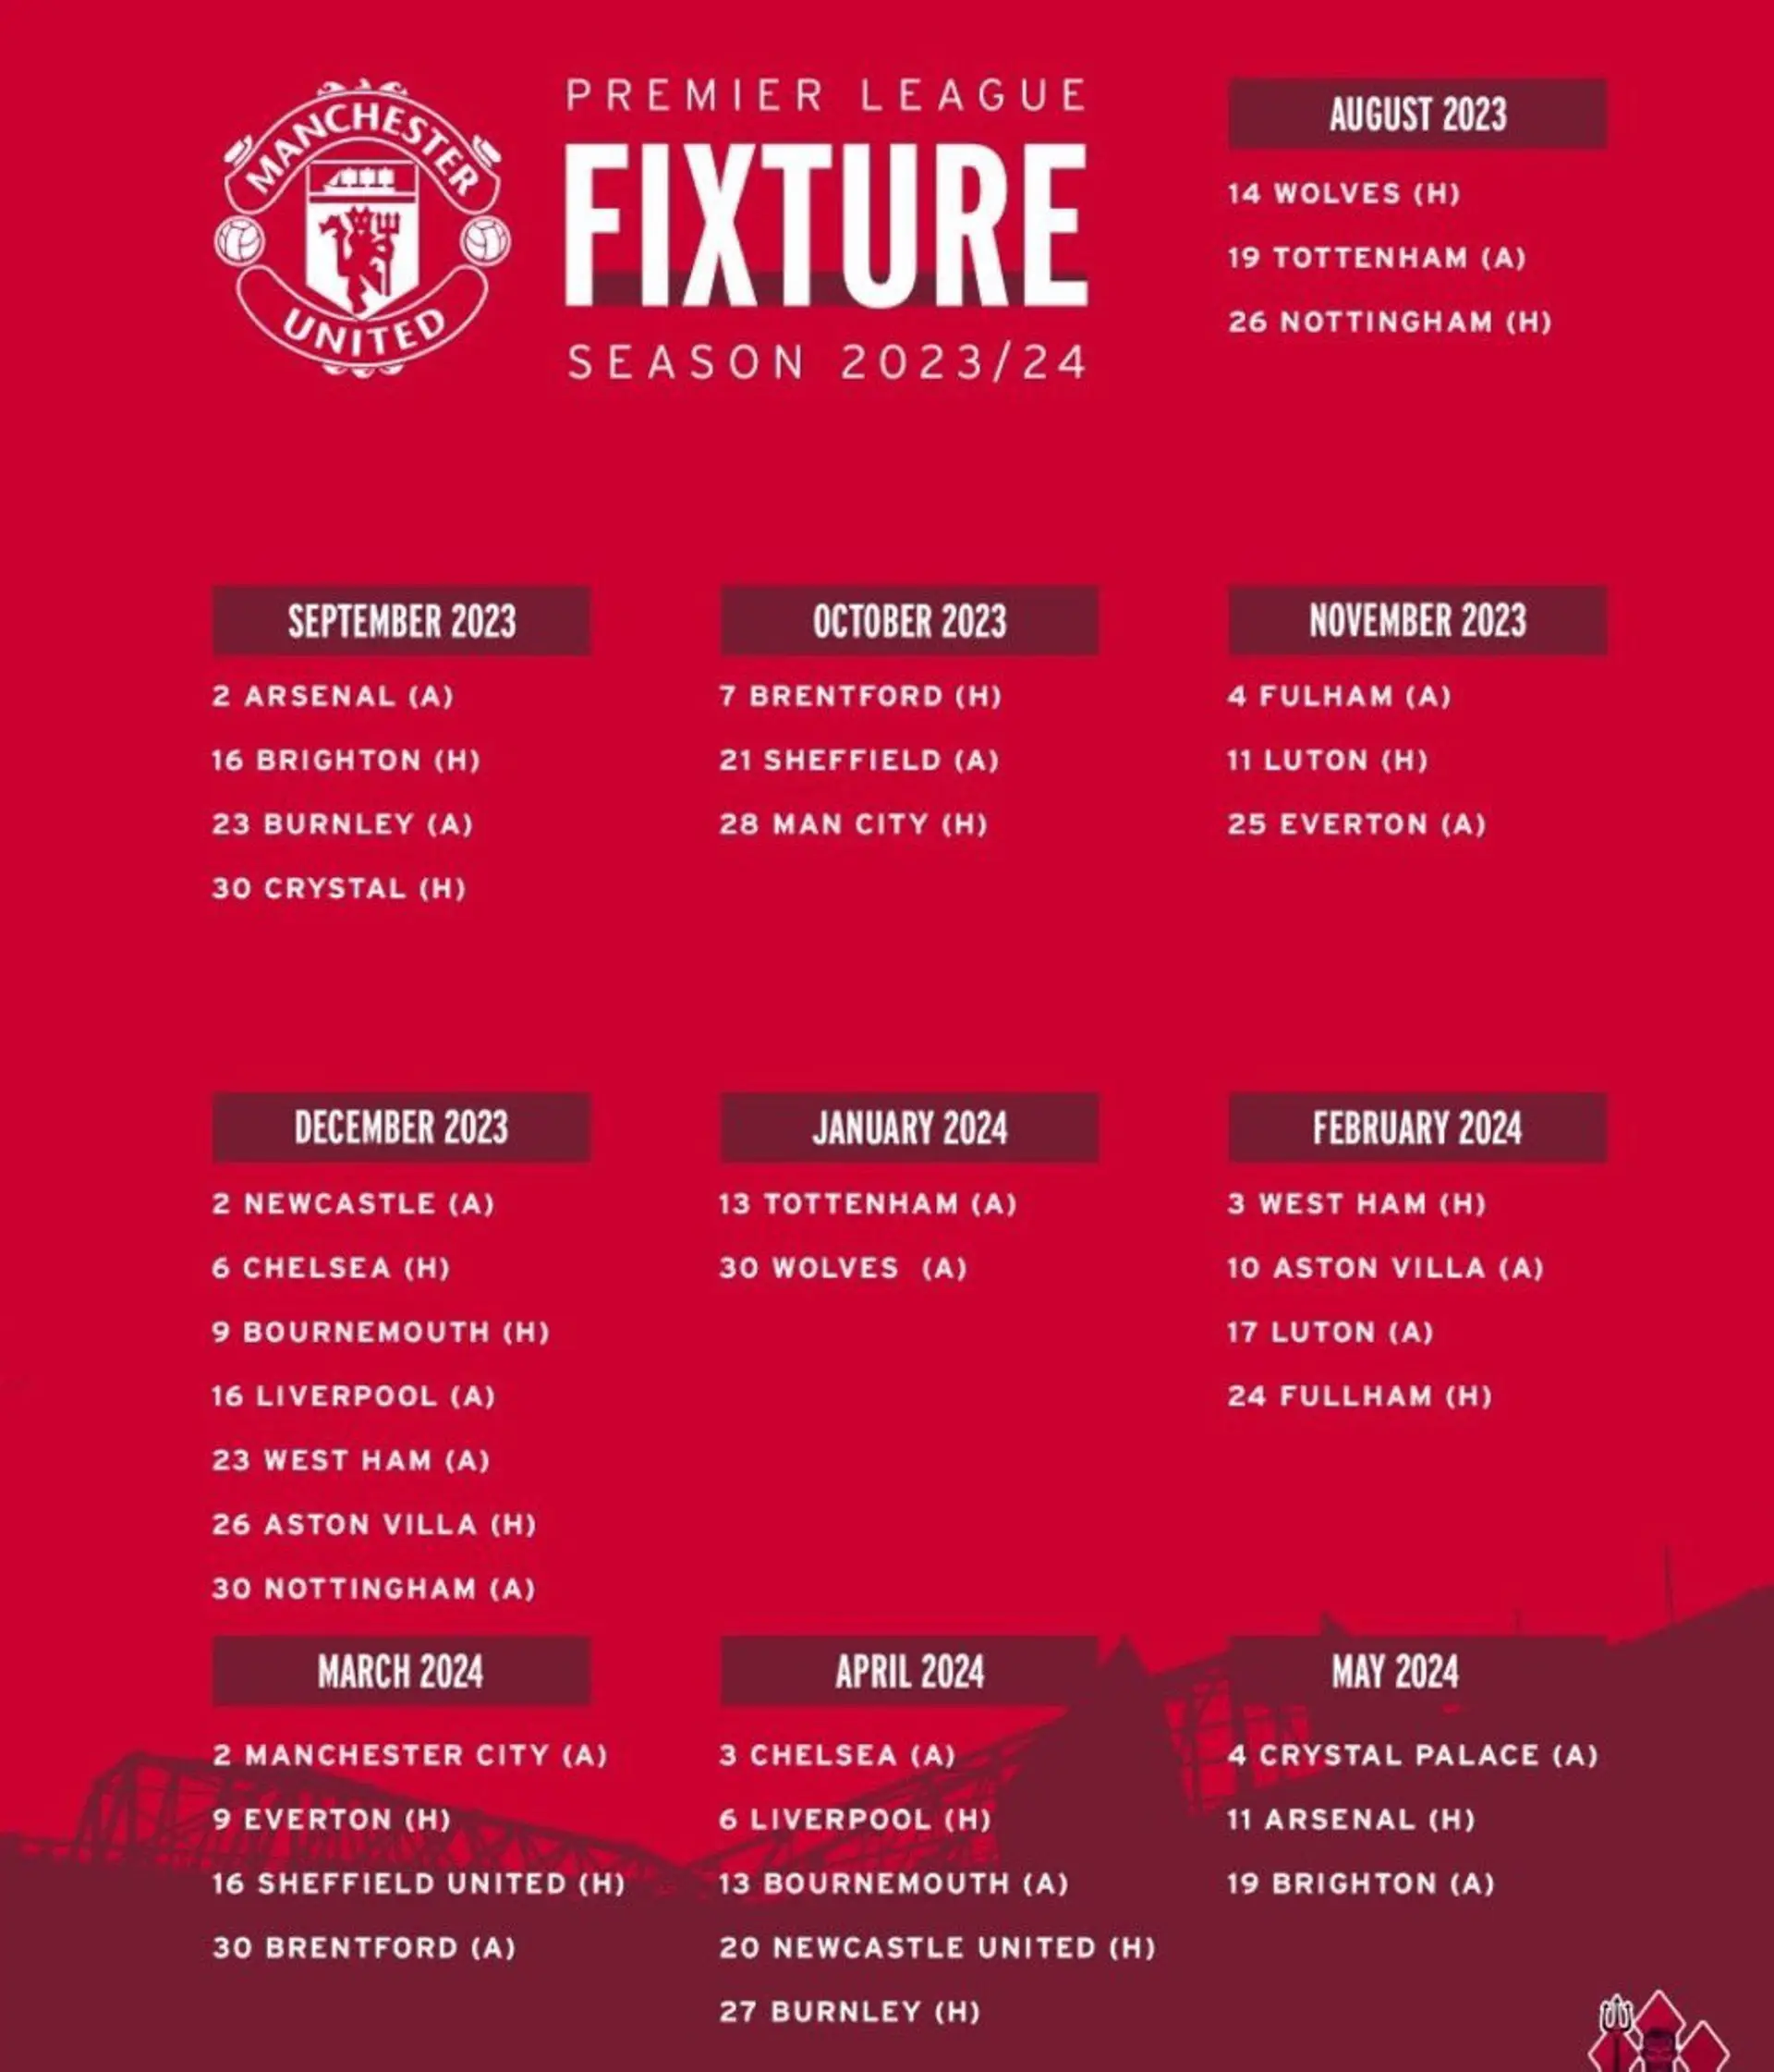 MANCHESTER
UNITED
PREMIER LEAGUE
FIXTURE
SEASON 2023/24
AUGUST 2023
14 WOLVES (H)
19 TOTTENHAM (A)
26 NOTTINGHAM (H)
SEPTEMBER 2023
2 ARSENAL (A)
16 BRIGHTON (H)
23 BURNLEY (A)
30 CRYSTAL (H)
OCTOBER 2023
7 BRENTFORD (H)
21 SHEFFIELD (A)
28 MAN CITY (H)
NOVEMBER 2023
4 FULHAM (A)
11 LUTON (H)
25 EVERTON (A)
DECEMBER 2023
2 NEWCASTLE (A)
6 CHELSEA (H)
9 BOURNEMOUTH (H)
16 LIVERPOOL (A)
23 WEST HAM (A)
26 ASTON VILLA (H)
30 NOTTINGHAM (A)
JANUARY 2024
13 TOTTENHAM (A)
30 WOLVES (A)
FEBRUARY 2024
3 WEST HAM (H)
10 ASTON VILLA (A)
17 LUTON (A)
24 FULLHAM (H)
MARCH 2024
2 MANCHESTER CITY (A)
9 EVERTON (H)
16 SHEFFIELD UNITED (H)
30 BRENTFORD (A)
APRIL 2024
3 CHELSEA (A)
6 LIVERPOOL (H)
13 BOURNEMOUTH (A)
20 NEWCASTLE UNITED (H)
27 BURNLEY (H)
MAY 2024
4 CRYSTAL PALACE (A)
11 ARSENAL (H)
19 BRIGHTON (A)